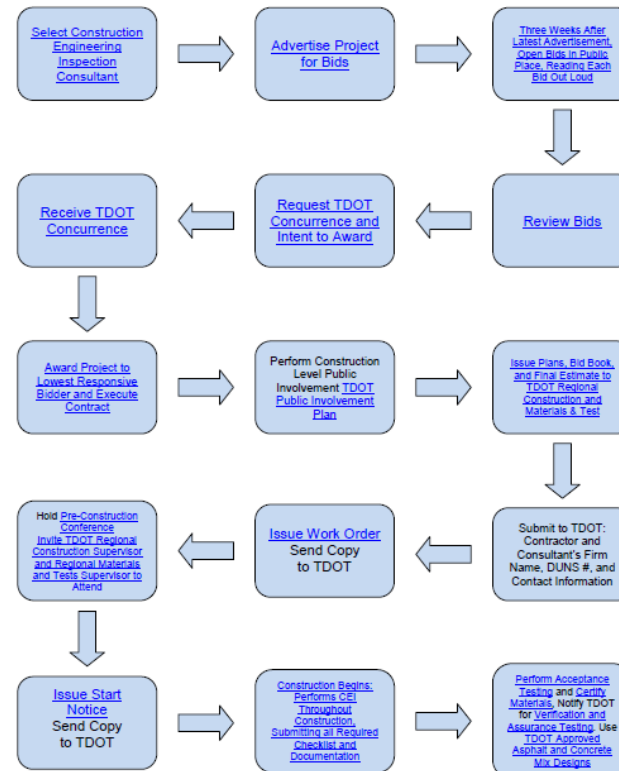 Select Construction
Engineering
Inspection
Consultant
Advertise Project
for Bids
Three Weeks After
Latest Advertisement,
Open Bids in Public
Place, Reading Each
Bid Out Loud
Review Bids
Request TDOT
Concurrence and
Intent to Award
Receive TDOT
Concurrence
Award Project to
Lowest Responsive
Bidder and Execute
Contract
Perform Construction
Level Public
Involvement TDOT
Public Involvement
Plan
Issue Plans, Bid Book,
and Final Estimate to
TDOT Regional
Construction and
Materials & Test
Submit to TDOT:
Contractor and
Consultant's Firm
Name, DUNS #, and
Contact Information
Issue Work Order
Send Copy
to TDOT
Hold Pre-Construction
Conference
Invite TDOT Regional
Construction Supervisor
and Regional Materials
and Tests Supervisor to
Attend
Issue Start
Notice
Send Copy
to TDOT
Construction Begins:
Performs CEI
Throughout
Construction,
Submitting all Required
Checklist and
Documentation
Perform Acceptance
Testing and Certify
Materials, Notify TDOT
for Verification and
Assurance Testing. Use
TDOT Approved
Asphalt and Concrete
Mix Designs